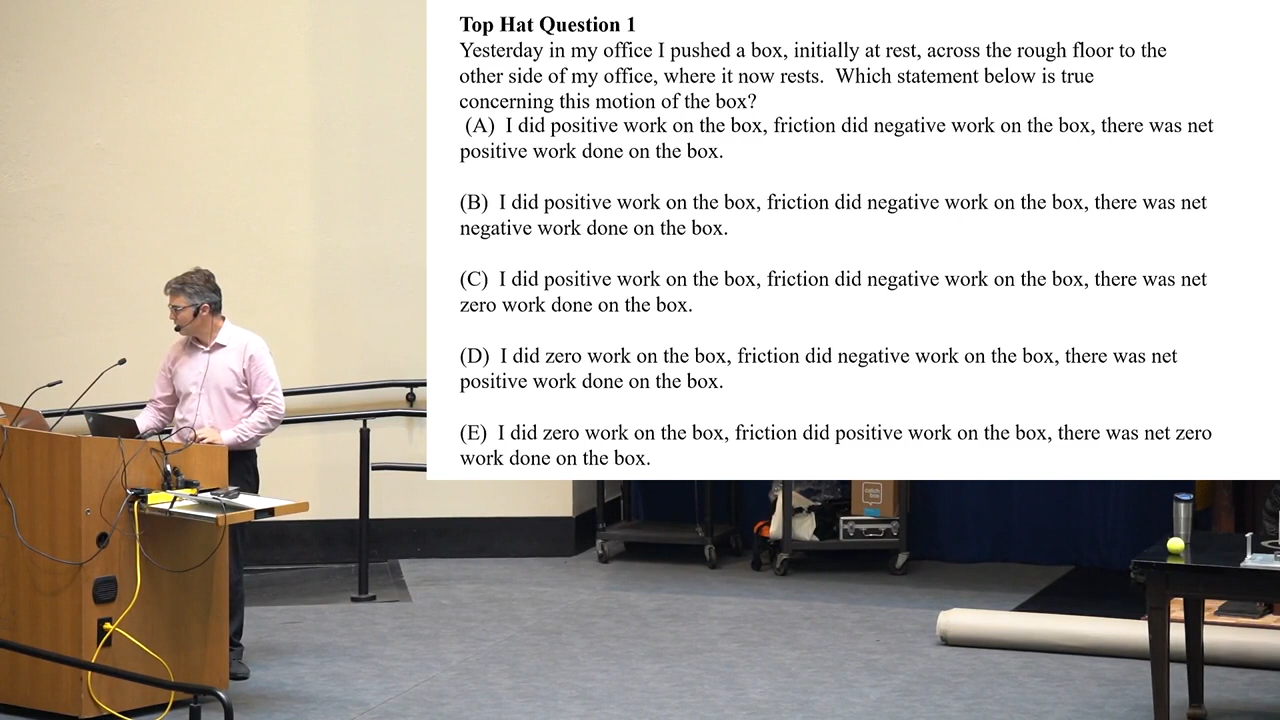 Top Hat Question 1
Yesterday in my office I pushed a box, initially at rest, across the rough floor to the
other side of my office, where it now rests. Which statement below is true
concerning this motion of the box?
(A) I did positive work on the box, friction did negative work on the box, there was net
positive work done on the box.
(B) I did positive work on the box, friction did negative work on the box, there was net
negative work done on the box.
(C) I did positive work on the box, friction did negative work on the box, there was net
zero work done on the box.
(D) I did zero work on the box, friction did negative work on the box, there was net
positive work done on the box.
(E) I did zero work on the box, friction did positive work on the box, there was net zero
work done on the box.